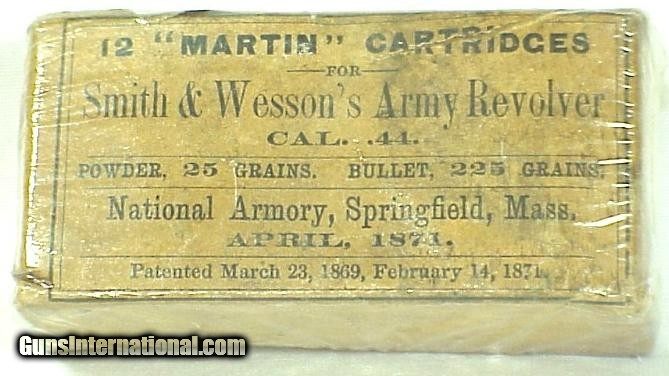 12 "MARTIN" CARTRIDGES
FOR
Smith & Wesson's Army Revolver
CAL. .44.
POWDER, 25 GRAINS. BULLET, 225 GRAINS.
National Armory, Springfield, Mass.
APRIL, 1871.
Patented March 23, 1869, February 14, 1871.
GunsInternational.com